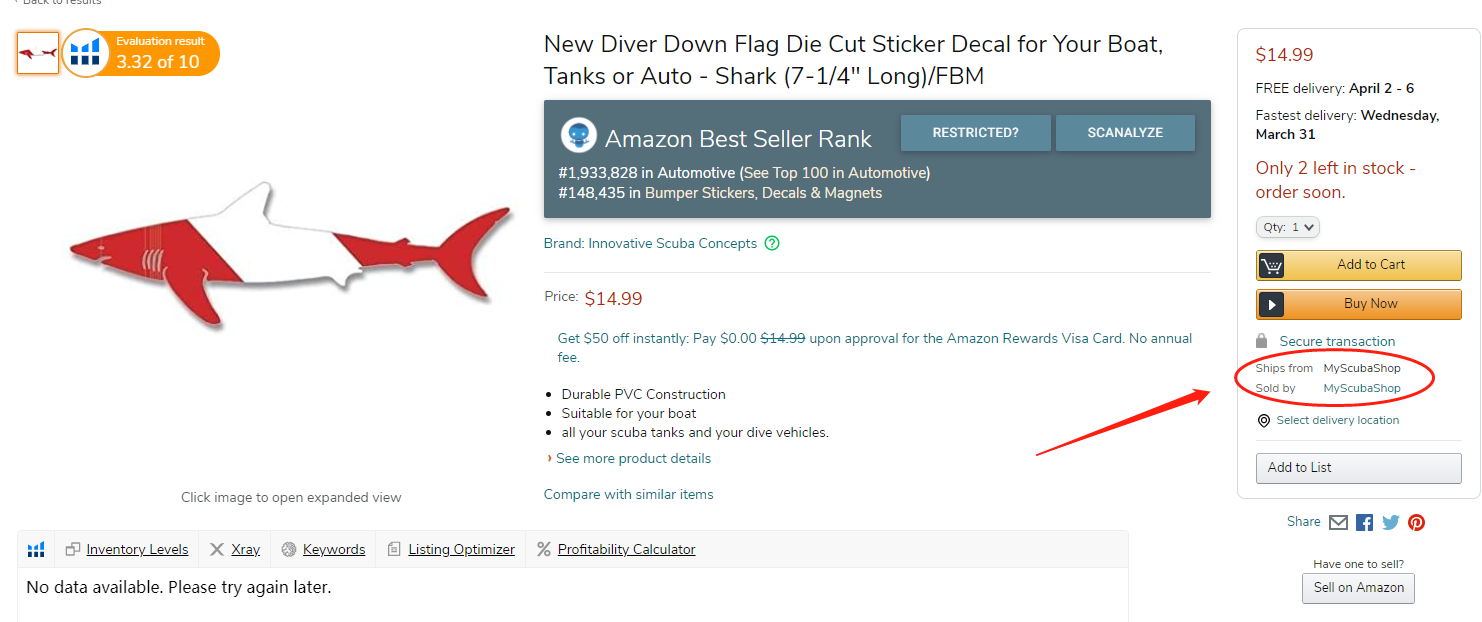 ‹ Back to results
Evaluation result
3.32 of 10
Click image to open expanded view
New Diver Down Flag Die Cut Sticker Decal for Your Boat,
Tanks or Auto - Shark (7-1/4" Long)/FBM
Amazon Best Seller Rank
RESTRICTED?
SCANALYZE
#1,933,828 in Automotive (See Top 100 in Automotive)
#148,435 in Bumper Stickers, Decals & Magnets
Brand: Innovative Scuba Concepts
Price: $14.99
Get $50 off instantly: Pay $0.00 $14.99 upon approval for the Amazon Rewards Visa Card. No annual
fee.
• Durable PVC Construction
• Suitable for your boat
• all your scuba tanks and your dive vehicles.
› See more product details
Compare with similar items
$14.99
FREE delivery: April 2 - 6
Fastest delivery: Wednesday,
March 31
Only 2 left in stock -
order soon.
Qty: 1
Add to Cart
Buy Now
Secure transaction
Ships from MyScubaShop
Sold by MyScubaShop
Select delivery location
Add to List
Share
Have one to sell?
Sell on Amazon
Inventory Levels
Xray
Keywords
Listing Optimizer
Profitability Calculator
No data available. Please try again later.